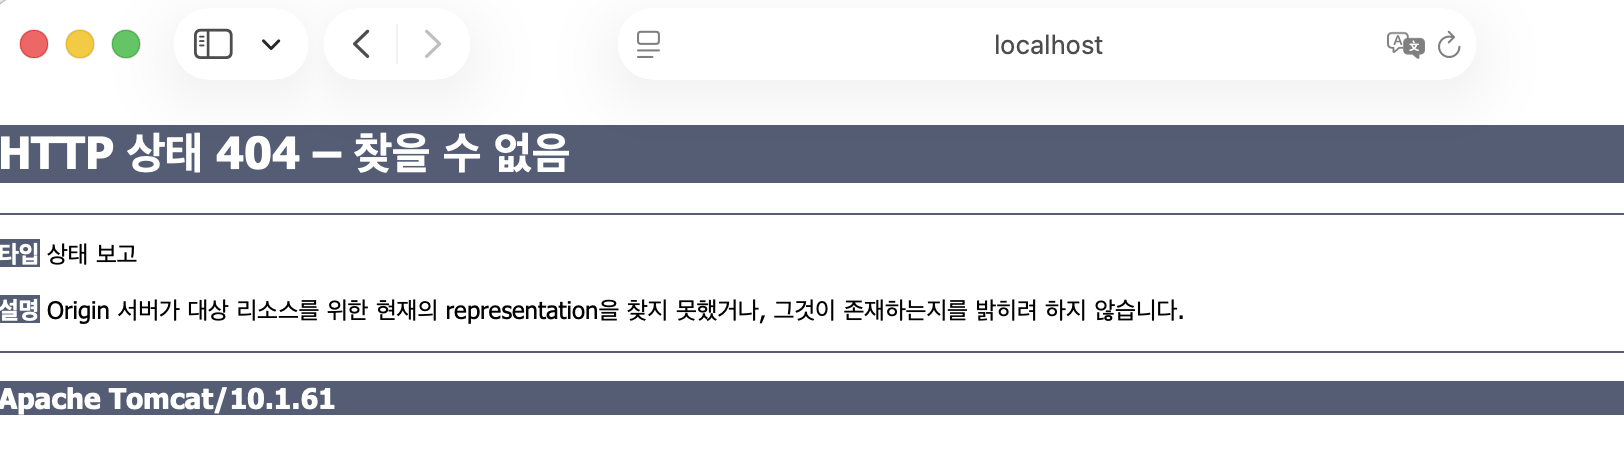 localhost
HTTP 상태 404 – 찾을 수 없음
타입 상태 보고
설명 Origin 서버가 대상 리소스를 위한 현재의 representation을 찾지 못했거나, 그것이 존재하는지를 밝히려 하지 않습니다.
Apache Tomcat/10.1.61